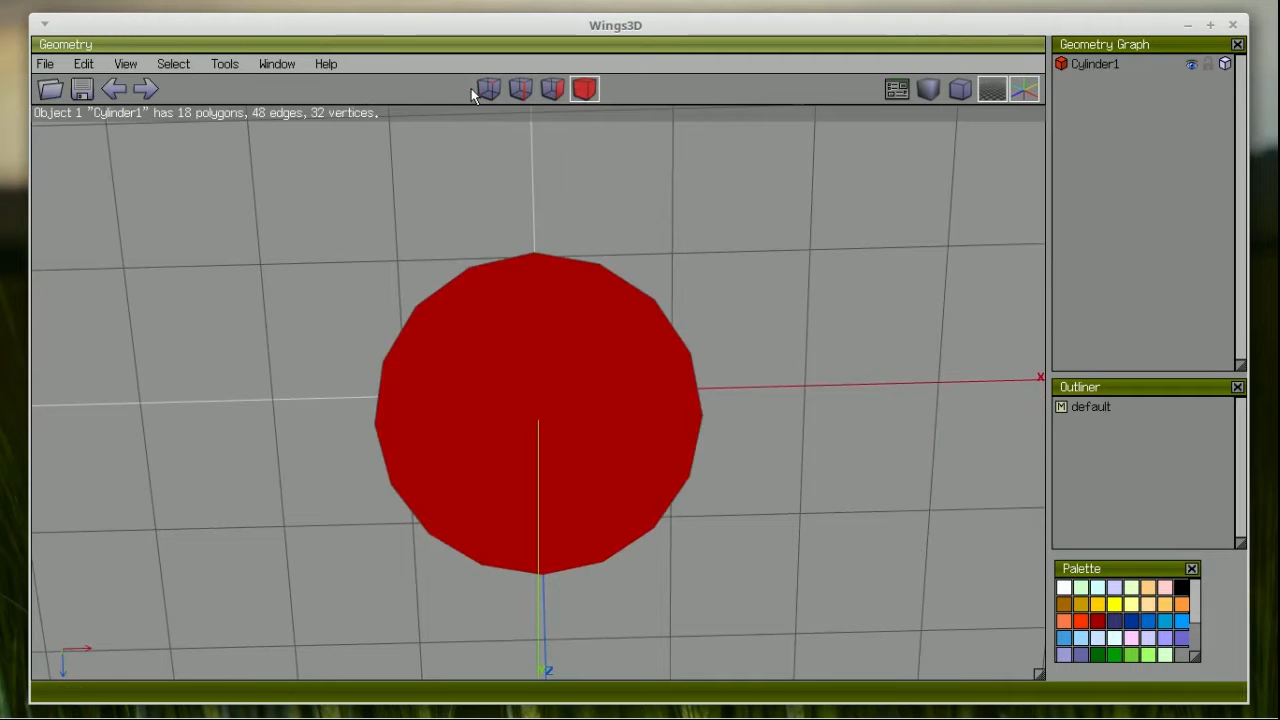 Wings3D
Geometry
File Edit View Select Tools Window Help
Object 1 "Cylinder1" has 18 polygons, 48 edges, 32 vertices.
X
Z
Geometry Graph
Cylinder1
Outliner
M default
Palette